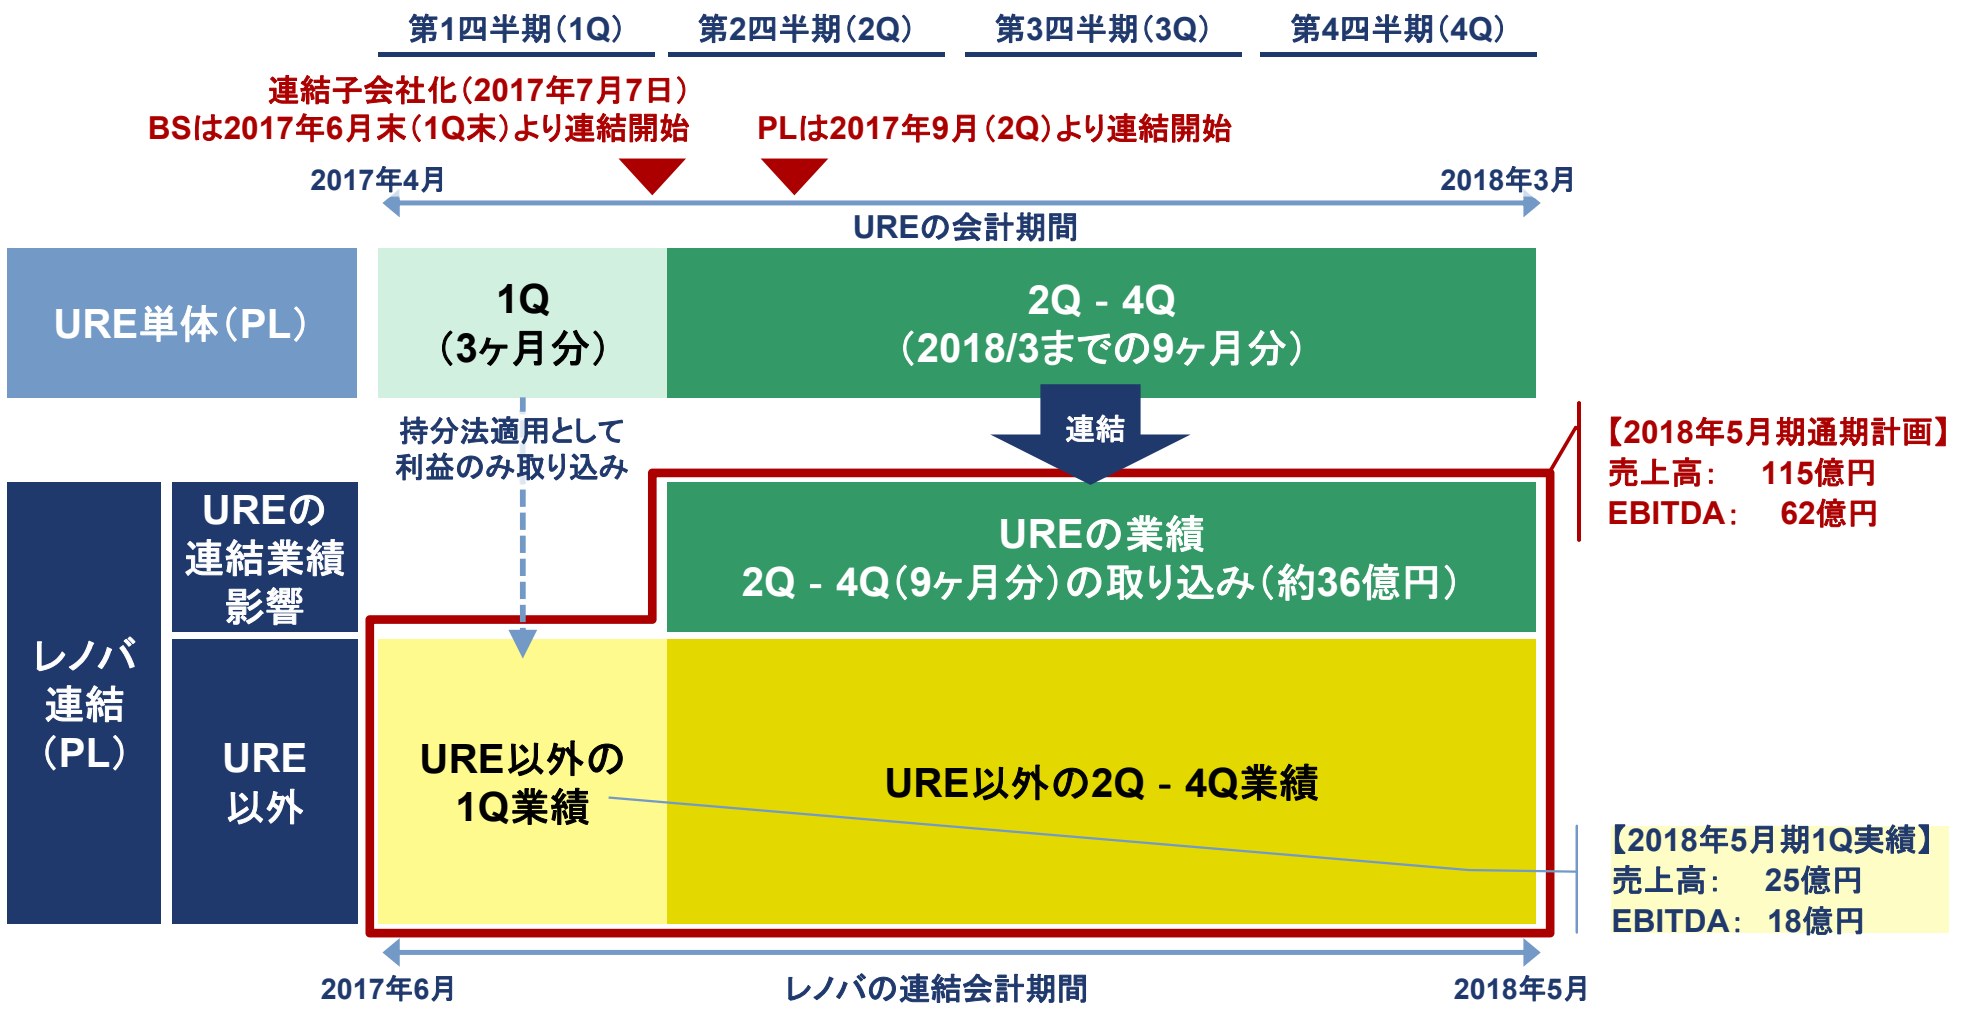 第1四半期（1Q）
第2四半期（2Q）
第3四半期（3Q）
第4四半期（4Q）
連結子会社化（2017年7月7日）
BSは2017年6月末（1Q末）より連結開始
PLは2017年9月（2Q）より連結開始
2017年4月
2018年3月
UREの会計期間
URE単体（PL）
1Q
（3ヶ月分）
2Q - 4Q
（2018/3までの9ヶ月分）
持分法適用として
利益のみ取り込み
連結
【2018年5月期通期計画】
売上高： 115億円
EBITDA： 62億円
レノバ
連結
（PL）
UREの
連結業績
影響
UREの業績
2Q - 4Q（9ヶ月分）の取り込み（約36億円）
URE
以外
URE以外の
1Q業績
URE以外の2Q - 4Q業績
【2018年5月期1Q実績】
売上高： 25億円
EBITDA： 18億円
2017年6月
レノバの連結会計期間
2018年5月